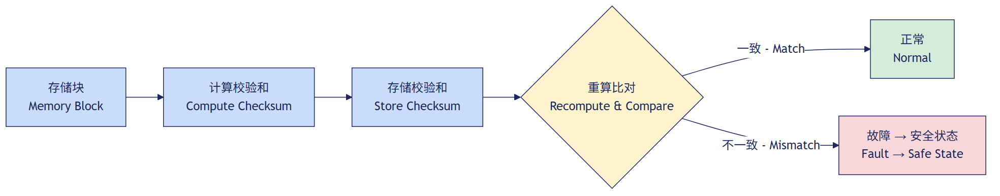 存储块
Memory Block
计算校验和
Compute Checksum
存储校验和
Store Checksum
重算比对
Recompute & Compare
一致 - Match
正常
Normal
不一致 - Mismatch
故障 → 安全状态
Fault → Safe State